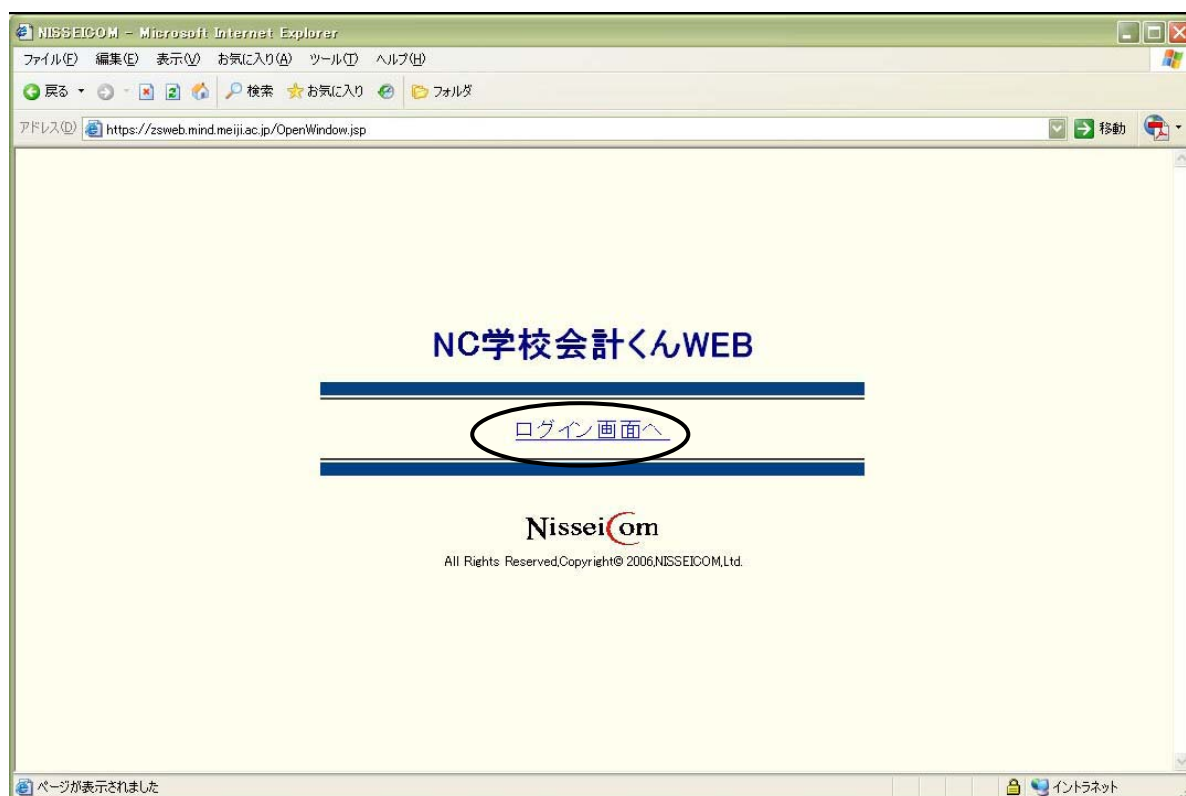 NISSEICOM - Microsoft Internet Explorer
ファイル(F) 編集(E) 表示(V) お気に入り(A) ツール(T) ヘルプ(H)
戻る 検索 お気に入り フォルダ
アドレス(D) https://zsweb.mind.meiji.ac.jp/OpenWindow.jsp 移動
NC学校会計くんWEB
ログイン画面へ
NisseiCom
All Rights Reserved,Copyright© 2006,NISSEICOM,Ltd.
ページが表示されました イントラネット